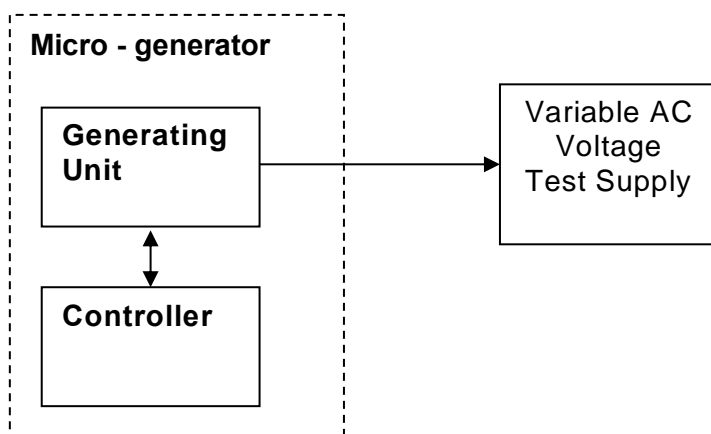 Micro - generator
Generating
Unit
Variable AC
Voltage
Test Supply
Controller